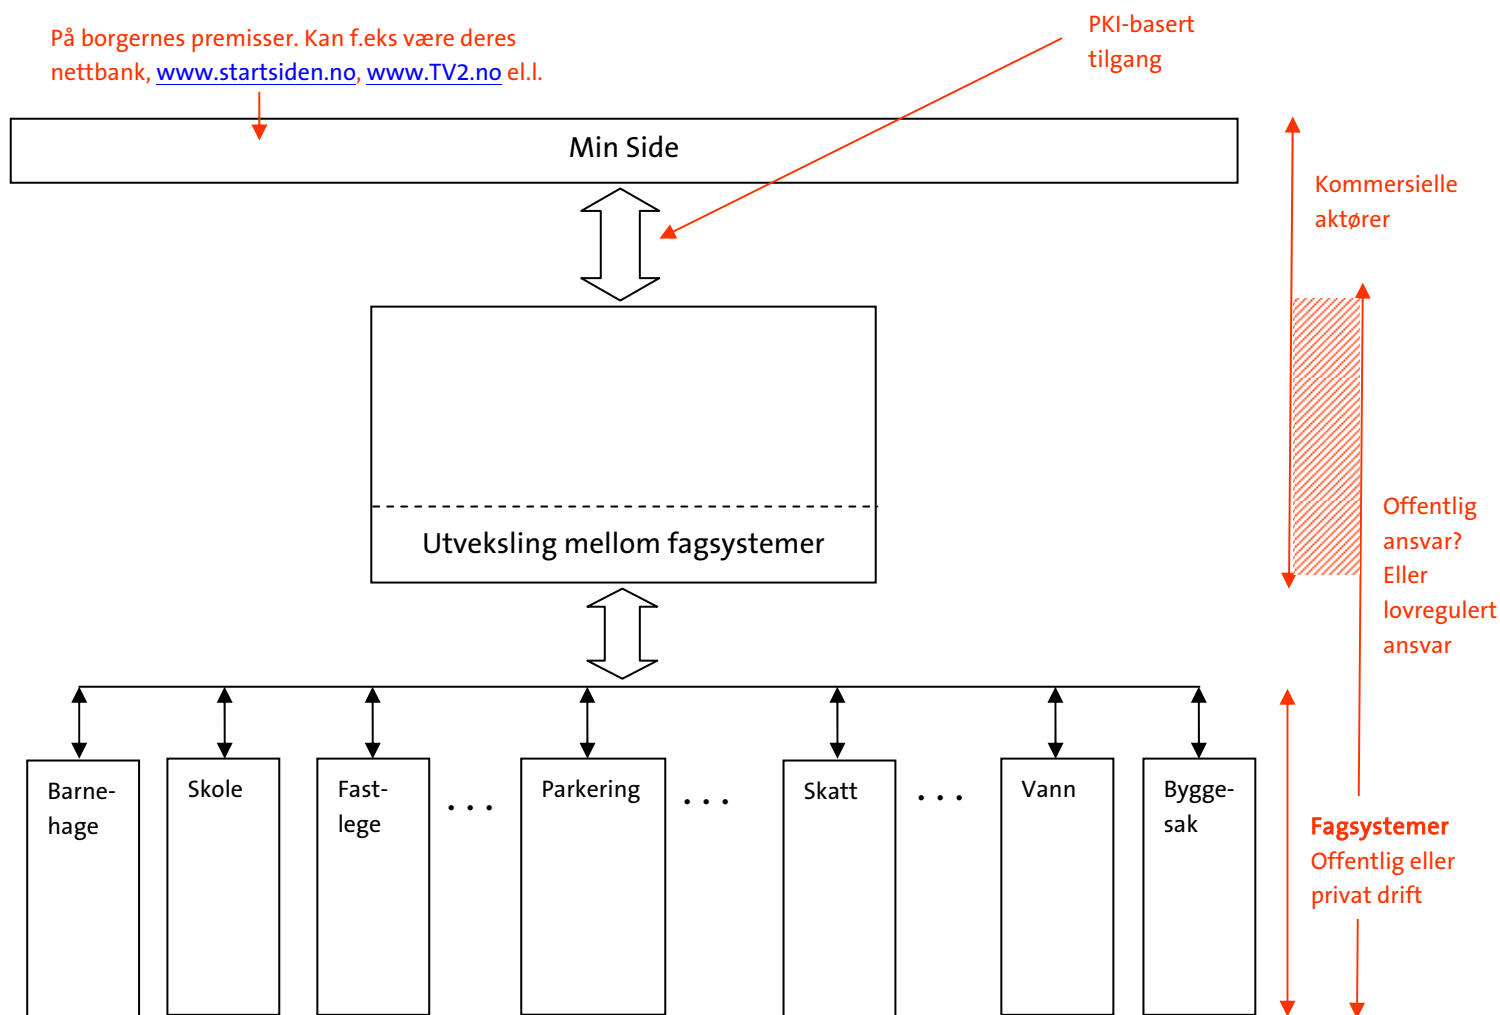 På borgernes premisser. Kan f.eks være deres
nettbank, www.startsiden.no, www.TV2.no el.l.
PKI-basert
tilgang
Min Side
Kommersielle
aktører
Utveksling mellom fagsystemer
Offentlig
ansvar?
Eller
lovregulert
ansvar
Barne-
hage
Skole
Fast-
lege
...
Parkering
...
Skatt
...
Vann
Bygge-
sak
Fagsystemer
Offentlig eller
privat drift